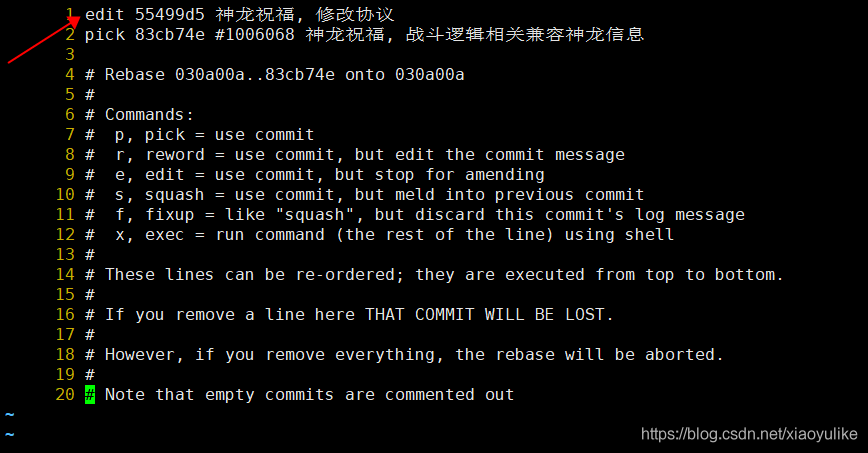 1 edit 55499d5 神龙祝福, 修改协议
2 pick 83cb74e #1006068 神龙祝福, 战斗逻辑相关兼容神龙信息
3
4 # Rebase 030a00a..83cb74e onto 030a00a
5 #
6 # Commands:
7 #  p, pick = use commit
8 #  r, reword = use commit, but edit the commit message
9 #  e, edit = use commit, but stop for amending
10 #  s, squash = use commit, but meld into previous commit
11 #  f, fixup = like "squash", but discard this commit's log message
12 #  x, exec = run command (the rest of the line) using shell
13 #
14 # These lines can be re-ordered; they are executed from top to bottom.
15 #
16 # If you remove a line here THAT COMMIT WILL BE LOST.
17 #
18 # However, if you remove everything, the rebase will be aborted.
19 #
20 # Note that empty commits are commented out
~
~
https://blog.csdn.net/xiaoyulike